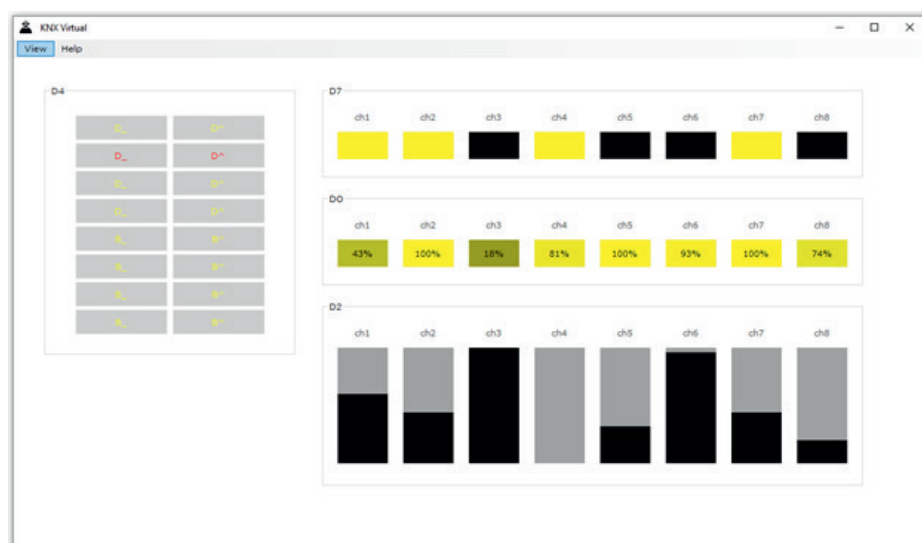 KNX Virtual
View Help
D4
D_ D^
D_ D^
D_ D^
D_ D^
B_ B^
B_ B^
B_ B^
B_ B^
D7
ch1 ch2 ch3 ch4 ch5 ch6 ch7 ch8
D0
ch1 ch2 ch3 ch4 ch5 ch6 ch7 ch8
43% 100% 18% 81% 100% 93% 100% 74%
D2
ch1 ch2 ch3 ch4 ch5 ch6 ch7 ch8